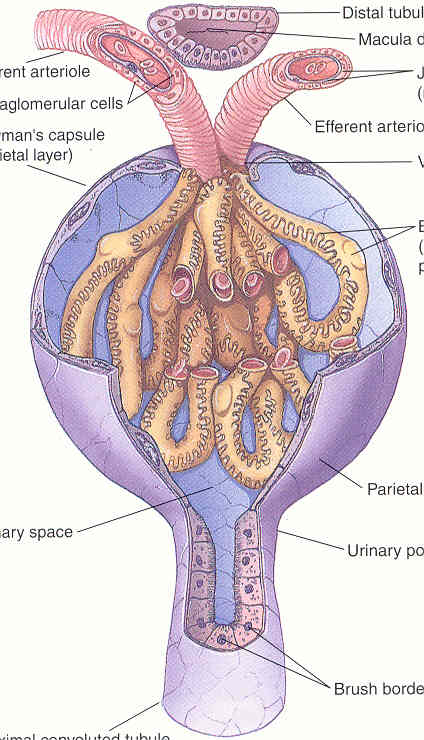 Distal tubul
Macula d
rent arteriole
J
(
aglomerular cells
Efferent arterio
man's capsule
ietal layer)
V
E
(
p
Parietal
ary space
Urinary po
Brush borde
ximal convoluted tubule